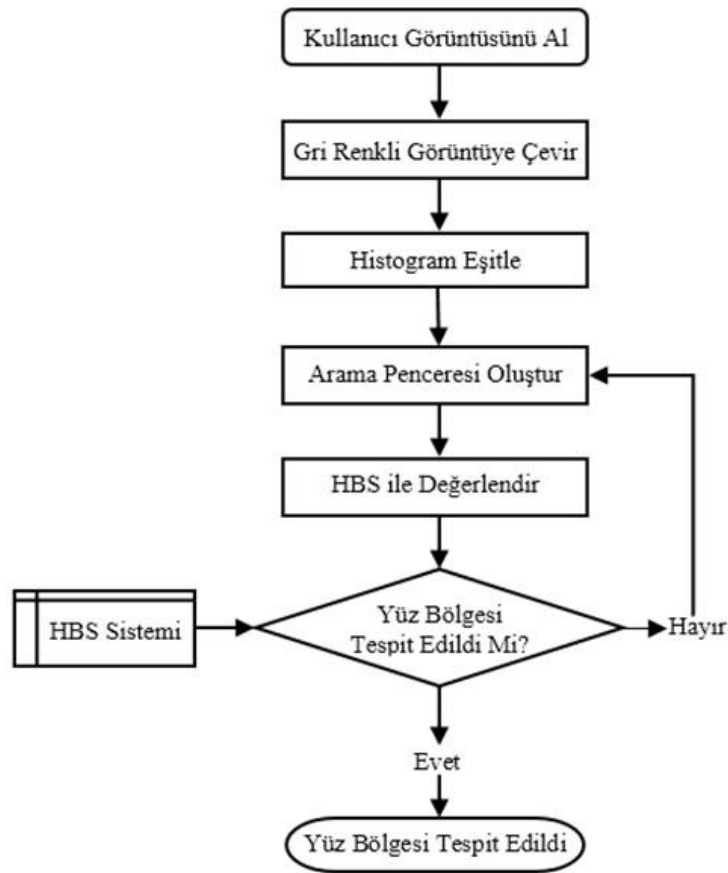 Kullanıcı Görüntüsünü Al
Gri Renkli Görüntüye Çevir
Histogram Eşitle
Arama Penceresi Oluştur
HBS ile Değerlendir
HBS Sistemi
Yüz Bölgesi
Tespit Edildi Mi?
Hayır
Evet
Yüz Bölgesi Tespit Edildi